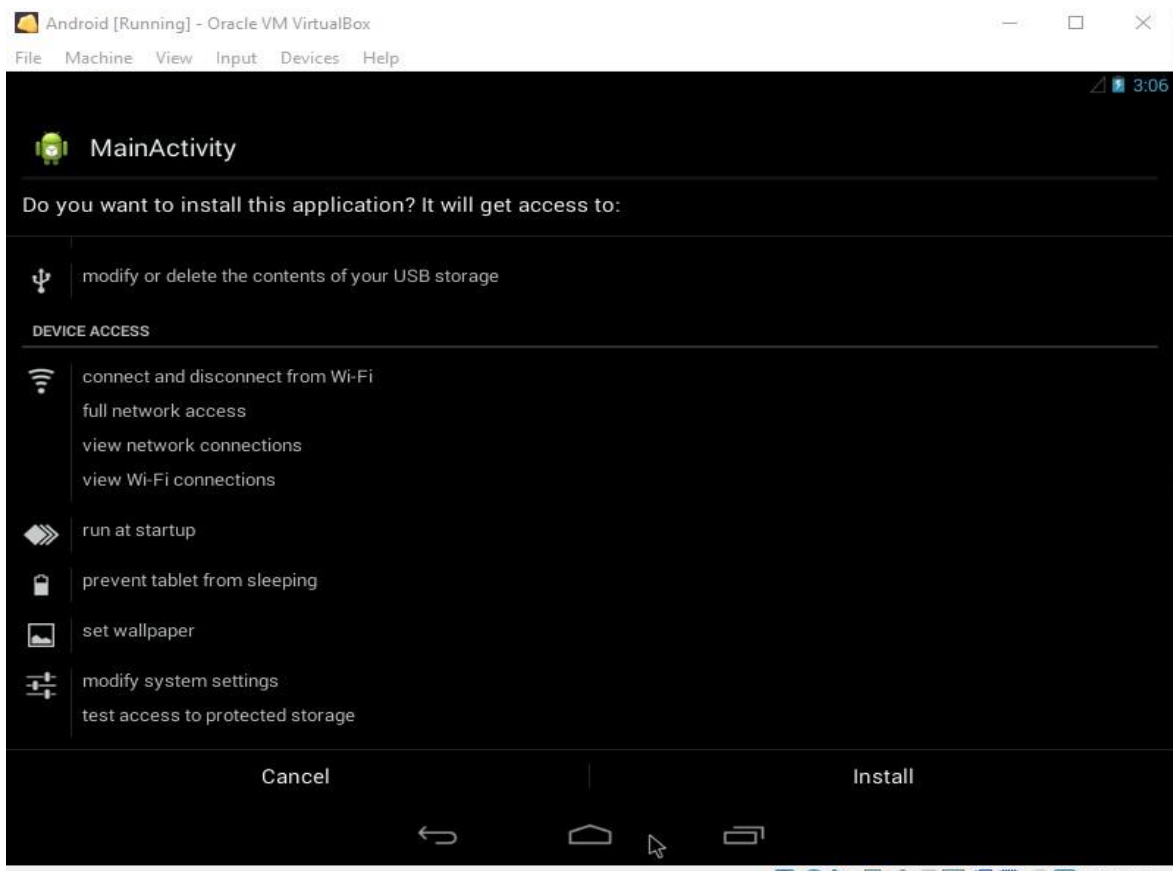 Android [Running] - Oracle VM VirtualBox
File Machine View Input Devices Help
3:06
MainActivity
Do you want to install this application? It will get access to:
modify or delete the contents of your USB storage
DEVICE ACCESS
connect and disconnect from Wi-Fi
full network access
view network connections
view Wi-Fi connections
run at startup
prevent tablet from sleeping
set wallpaper
modify system settings
test access to protected storage
Cancel Install